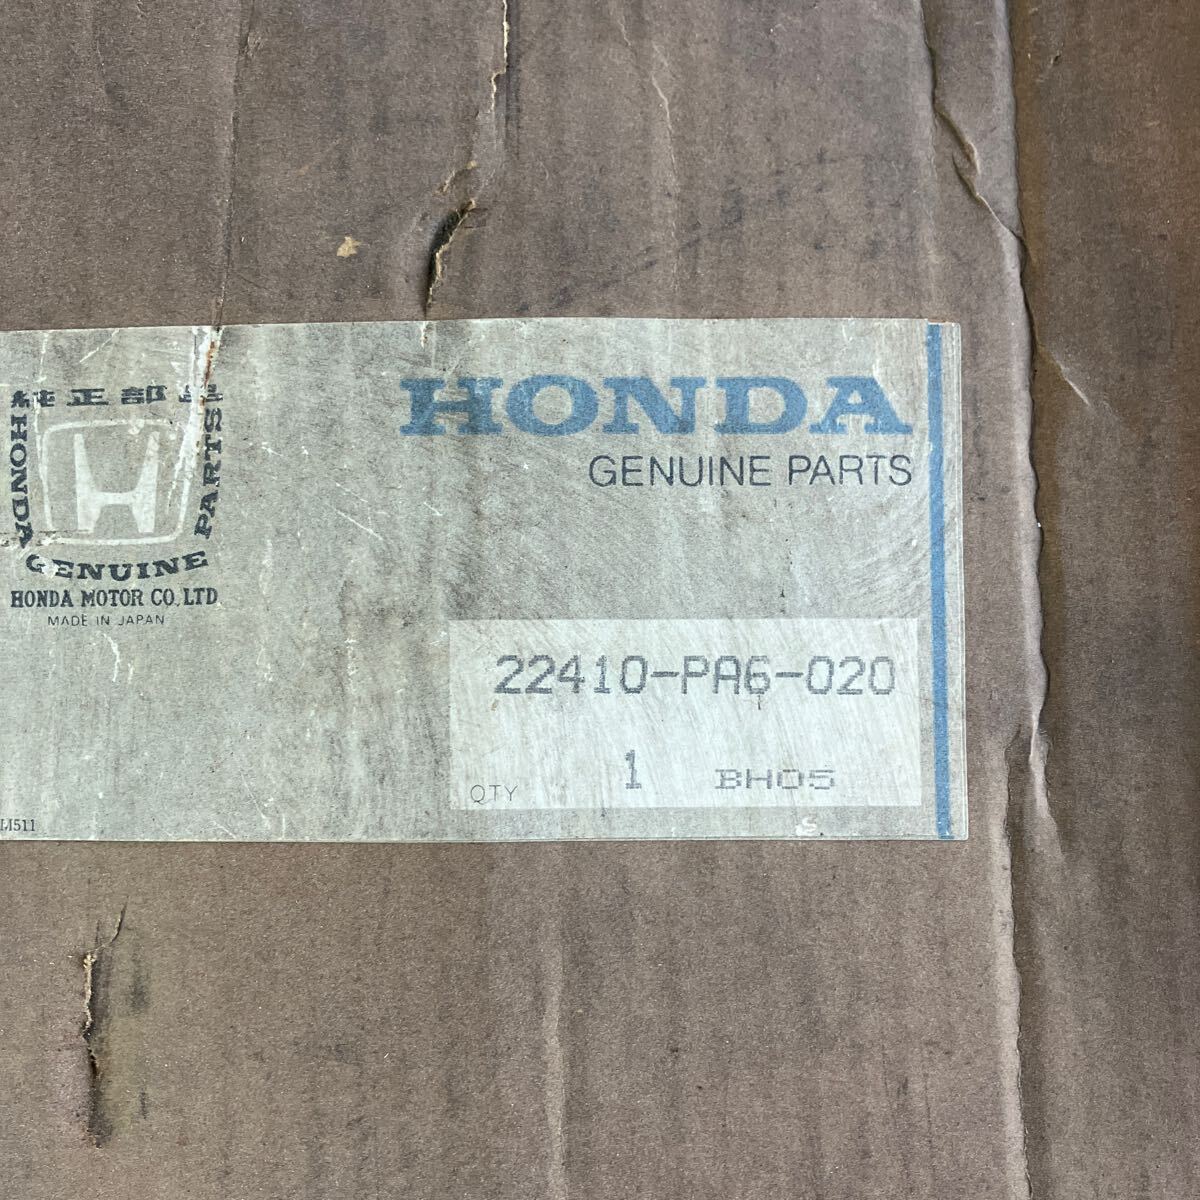 純正部品
HONDA
GENUINE
PARTS
HONDA MOTOR CO.,LTD
MADE IN JAPAN
HONDA
GENUINE PARTS
22410-PA6-020
QTY 1 BH05
M511